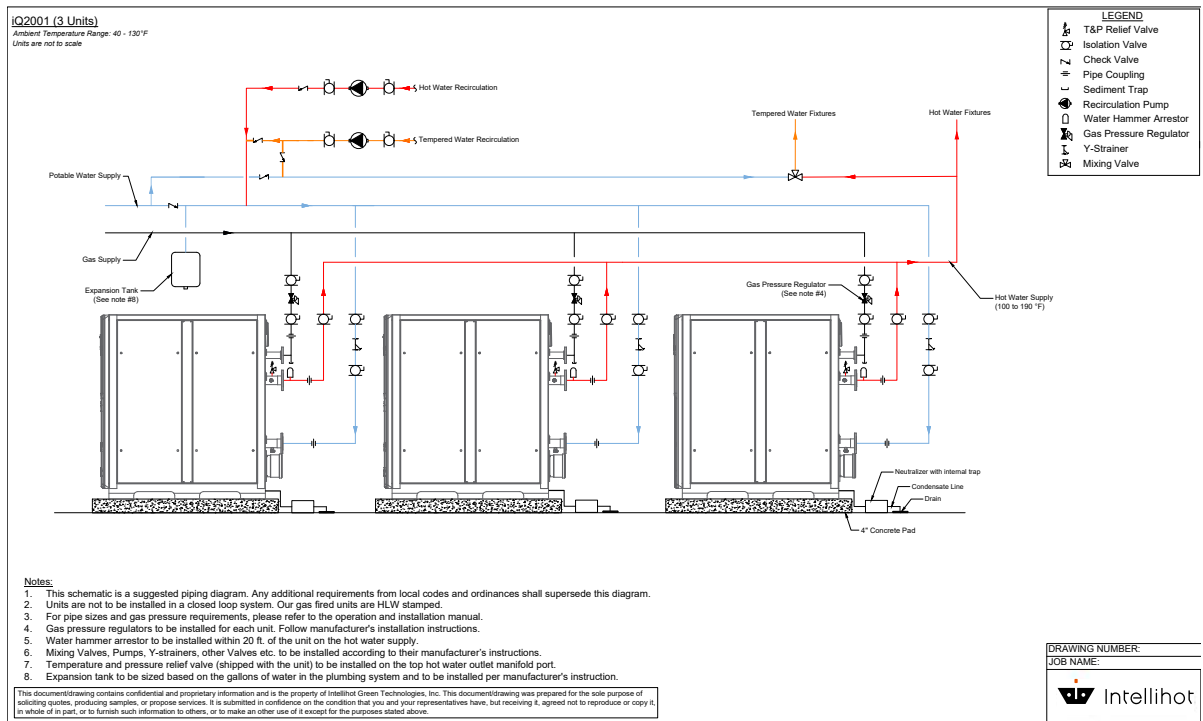 iQ2001 (3 Units)
Ambient Temperature Range: 40 - 130°F
Units are not to scale
LEGEND
T&P Relief Valve
Isolation Valve
Check Valve
Pipe Coupling
Sediment Trap
Recirculation Pump
Water Hammer Arrestor
Gas Pressure Regulator
Y-Strainer
Mixing Valve
Hot Water Recirculation
Tempered Water Recirculation
Tempered Water Fixtures
Hot Water Fixtures
Potable Water Supply
Gas Supply
Expansion Tank
(See note #8)
Gas Pressure Regulator
(See note #4)
Hot Water Supply
(100 to 190 °F)
Neutralizer with internal trap
Condensate Line
Drain
4" Concrete Pad
Notes:
1. This schematic is a suggested piping diagram. Any additional requirements from local codes and ordinances shall supersede this diagram.
2. Units are not to be installed in a closed loop system. Our gas fired units are HLW stamped.
3. For pipe sizes and gas pressure requirements, please refer to the operation and installation manual.
4. Gas pressure regulators to be installed for each unit. Follow manufacturer's installation instructions.
5. Water hammer arrestor to be installed within 20 ft. of the unit on the hot water supply.
6. Mixing Valves, Pumps, Y-strainers, other Valves etc. to be installed according to their manufacturer's instructions.
7. Temperature and pressure relief valve (shipped with the unit) to be installed on the top hot water outlet manifold port.
8. Expansion tank to be sized based on the gallons of water in the plumbing system and to be installed per manufacturer's instruction.
This document/drawing contains confidential and proprietary information and is the property of Intellihot Green Technologies, Inc. This document/drawing was prepared for the sole purpose of
soliciting quotes, producing samples, or propose services. It is submitted in confidence on the condition that you and your representatives have, but receiving it, agreed not to reproduce or copy it,
in whole of in part, or to furnish such information to others, or to make an other use of it except for the purposes stated above.
DRAWING NUMBER:
JOB NAME:
Intellihot